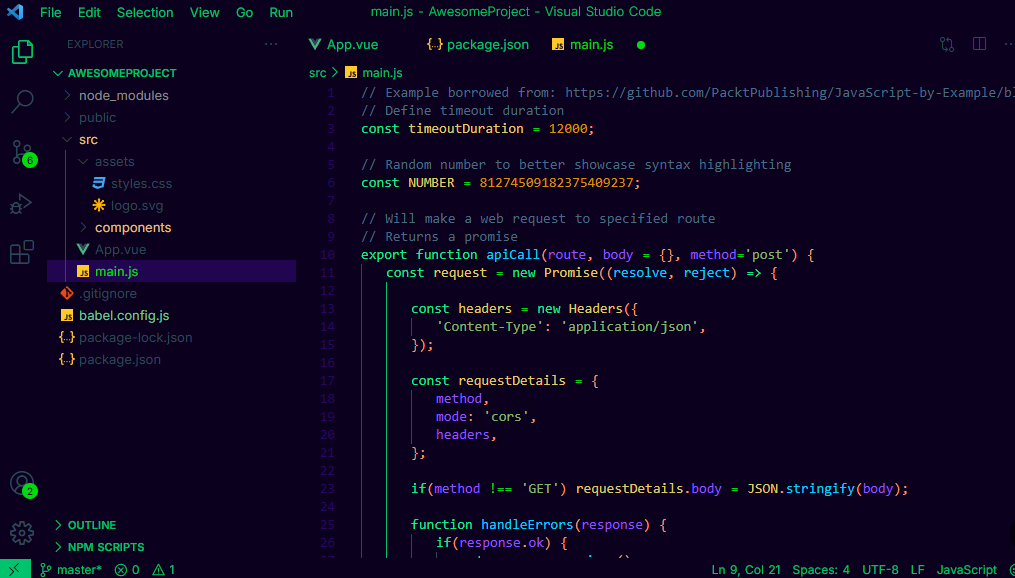 File Edit Selection View Go Run main.js - AwesomeProject - Visual Studio Code
EXPLORER ···
App.vue {..} package.json JS main.js
AWESOMEPROJECT
src > JS main.js
node_modules
public
src
assets
styles.css
logo.svg
components
App.vue
JS main.js
.gitignore
JS babel.config.js
{..} package-lock.json
{..} package.json
6
2
OUTLINE
NPM SCRIPTS
1 // Example borrowed from: https://github.com/PacktPublishing/JavaScript-by-Example/bl
2 // Define timeout duration
3 const timeoutDuration = 12000;
4
5 // Random number to better showcase syntax highlighting
6 const NUMBER = 81274509182375409237;
7
8 // Will make a web request to specified route
9 // Returns a promise
10 export function apiCall(route, body = {}, method='post') {
11 const request = new Promise((resolve, reject) => {
12
13 const headers = new Headers({
14 'Content-Type': 'application/json',
15 });
16
17 const requestDetails = {
18 method,
19 mode: 'cors',
20 headers,
21 };
22
23 if(method !== 'GET') requestDetails.body = JSON.stringify(body);
24
25 function handleErrors(response) {
26 if(response.ok) {
master* 0 1 Ln 9, Col 21 Spaces: 4 UTF-8 LF JavaScript